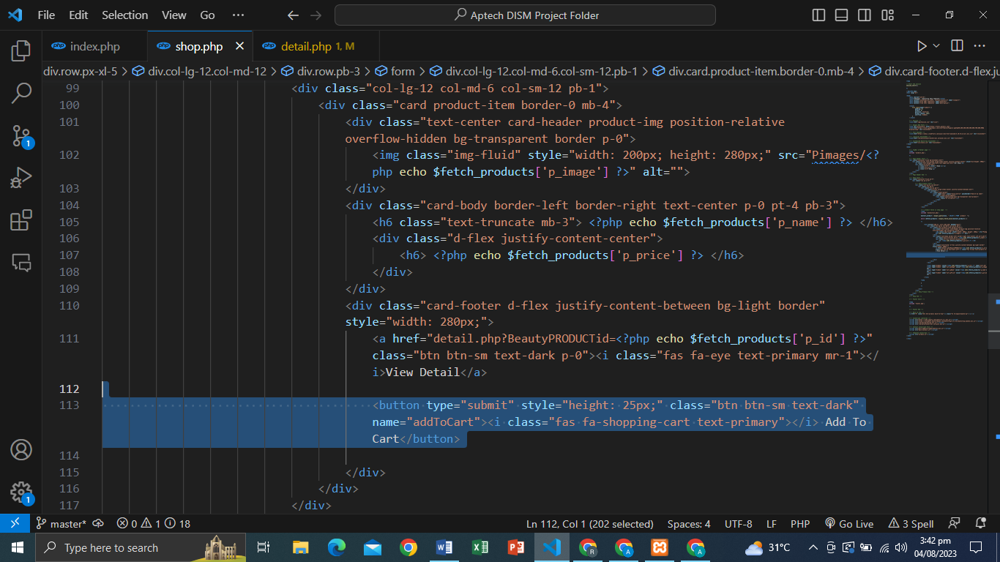 File Edit Selection View Go ··· Aptech DISM Project Folder
index.php shop.php detail.php 1, M
div.row.px-xl-5 > div.col-lg-12.col-md-12 > div.row.pb-3 > form > div.col-lg-12.col-md-6.col-sm-12.pb-1 > div.card.product-item.border-0.mb-4 > div.card-footer.d-flex.ju
99 <div class="col-lg-12 col-md-6 col-sm-12 pb-1">
100 <div class="card product-item border-0 mb-4">
101 <div class="text-center card-header product-img position-relative
overflow-hidden bg-transparent border p-0">
102 <img class="img-fluid" style="width: 200px; height: 280px;" src="Pimages/<?
php echo $fetch_products['p_image'] ?>" alt="">
103 </div>
104 <div class="card-body border-left border-right text-center p-0 pt-4 pb-3">
105 <h6 class="text-truncate mb-3"> <?php echo $fetch_products['p_name'] ?> </h6>
106 <div class="d-flex justify-content-center">
107 <h6> <?php echo $fetch_products['p_price'] ?> </h6>
108 </div>
109 </div>
110 <div class="card-footer d-flex justify-content-between bg-light border"
style="width: 280px;">
111 <a href="detail.php?BeautyPRODUCTid=<?php echo $fetch_products['p_id'] ?>"
class="btn btn-sm text-dark p-0"><i class="fas fa-eye text-primary mr-1"></
i>View Detail</a>
112
113 <button type="submit" style="height: 25px;" class="btn btn-sm text-dark"
name="addToCart"><i class="fas fa-shopping-cart text-primary"></i> Add To
Cart</button>
114
115 </div>
116 </div>
117 </div>
1
1
master* 0 1 18 Ln 112, Col 1 (202 selected) Spaces: 4 UTF-8 LF PHP Go Live 3 Spell
Type here to search 31°C 3:42 pm
04/08/2023